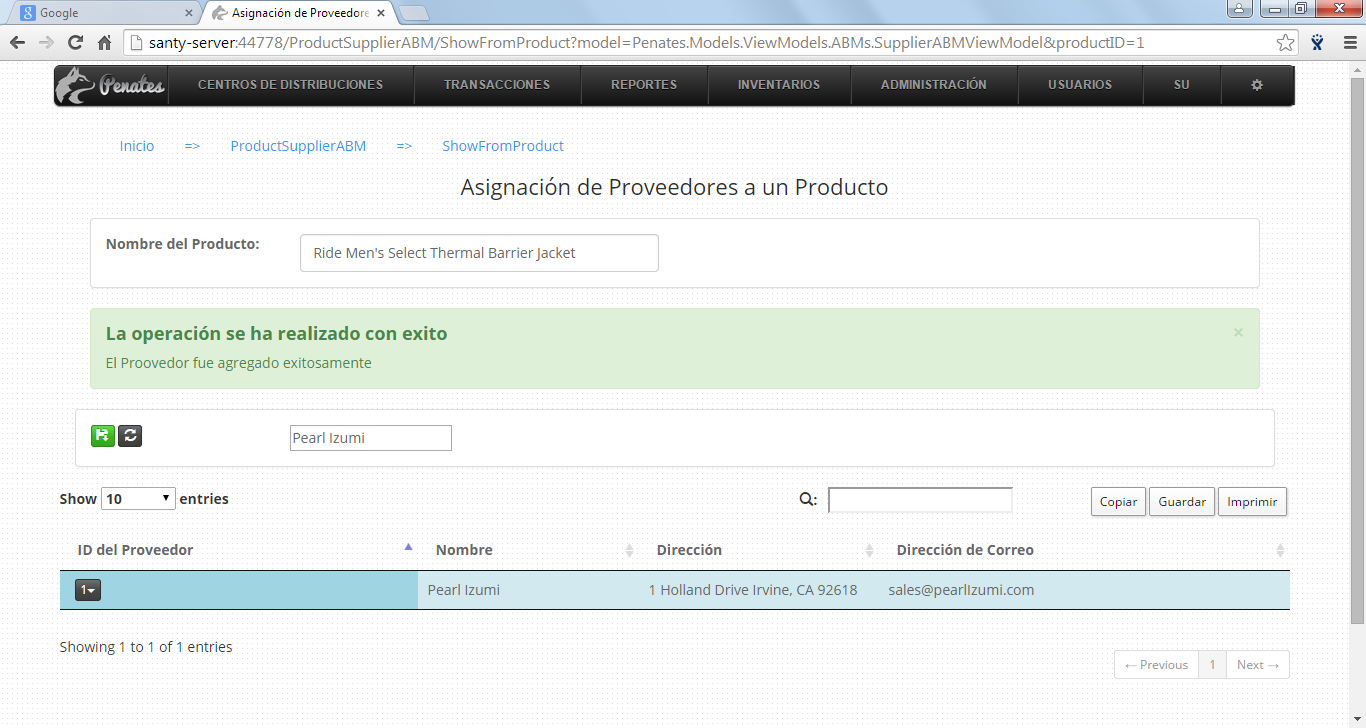 Google
Asignación de Proveedore
santy-server:44778/ProductSupplierABM/ShowFromProduct?model=Penates.Models.ViewModels.ABMs.SupplierABMViewModel&productID=1
Penates CENTROS DE DISTRIBUCIONES TRANSACCIONES REPORTES INVENTARIOS ADMINISTRACIÓN USUARIOS SU
Inicio => ProductSupplierABM => ShowFromProduct
Asignación de Proveedores a un Producto
Nombre del Producto: Ride Men's Select Thermal Barrier Jacket
La operación se ha realizado con exito
El Proovedor fue agregado exitosamente
Pearl Izumi
Show 10 entries Copiar Guardar Imprimir
ID del Proveedor Nombre Dirección Dirección de Correo
1 Pearl Izumi 1 Holland Drive Irvine, CA 92618 sales@pearlIzumi.com
Showing 1 to 1 of 1 entries
← Previous 1 Next →